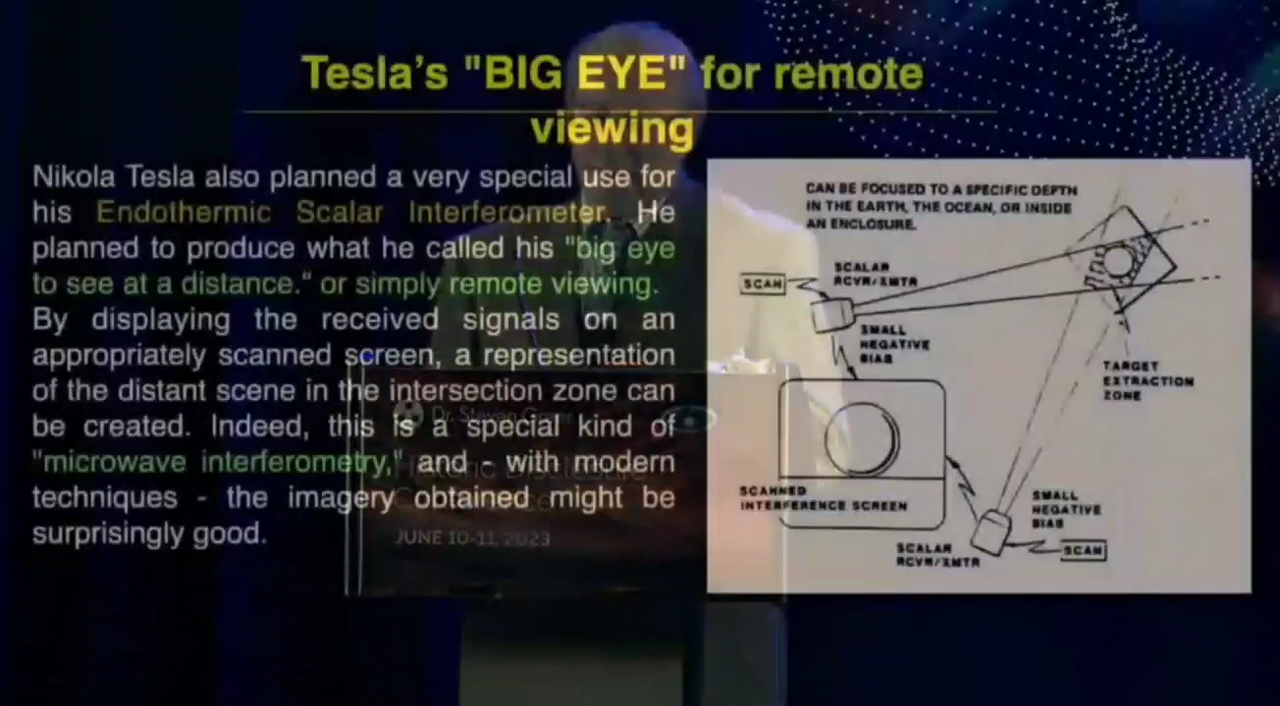 Tesla's "BIG EYE" for remote
viewing
Nikola Tesla also planned a very special use for
his Endothermic Scalar Interferometer. He
planned to produce what he called his "big eye
to see at a distance." or simply remote viewing.
By displaying the received signals on an
appropriately scanned screen, a representation
of the distant scene in the intersection zone can
be created. Indeed, this is a special kind of
"microwave interferometry," and - with modern
techniques - the imagery obtained might be
surprisingly good.
CAN BE FOCUSED TO A SPECIFIC DEPTH
IN THE EARTH, THE OCEAN, OR INSIDE
AN ENCLOSURE.
SCAN
SCALAR
RCVR/XMTR
SMALL
NEGATIVE
BIAS
TARGET
EXTRACTION
ZONE
SCANNED
INTERFERENCE SCREEN
SMALL
NEGATIVE
BIAS
SCALAR
RCVR/XMTR
SCAN
Dr. Steven Greer
JUNE 10-11, 2023